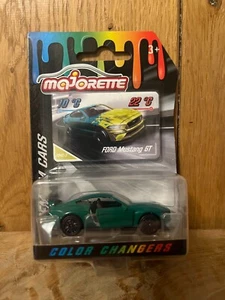 3+
majorette
10 °C
22 °C
FORD Mustang GT
CARS
COLOR CHANGERS